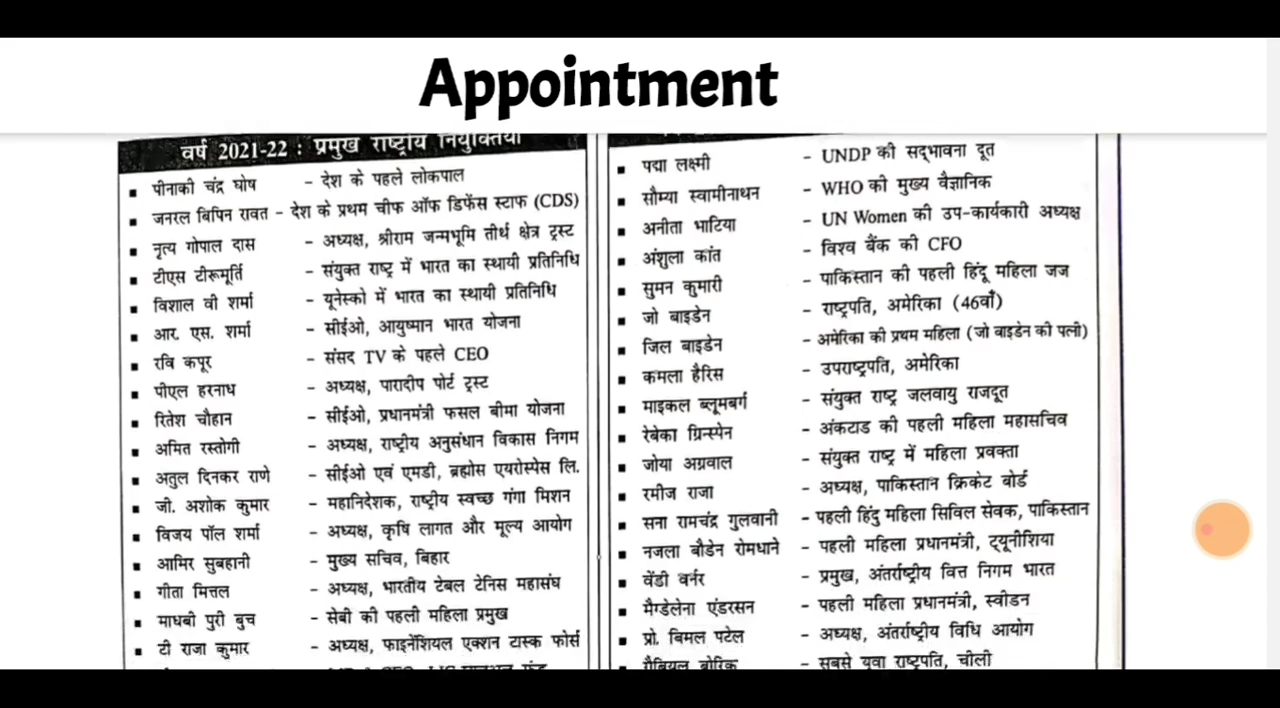 Appointment
वर्ष 2021-22 : प्रमुख राष्ट्रीय नियुक्तियां
▪ पीनाकी चंद्र घोष – देश के पहले लोकपाल
▪ जनरल बिपिन रावत – देश के प्रथम चीफ ऑफ डिफेंस स्टाफ (CDS)
▪ नृत्य गोपाल दास – अध्यक्ष, श्रीराम जन्मभूमि तीर्थ क्षेत्र ट्रस्ट
▪ टीएस टीरूमूर्ति – संयुक्त राष्ट्र में भारत का स्थायी प्रतिनिधि
▪ विशाल वी शर्मा – यूनेस्को में भारत का स्थायी प्रतिनिधि
▪ आर. एस. शर्मा – सीईओ, आयुष्मान भारत योजना
▪ रवि कपूर – संसद TV के पहले CEO
▪ पीएल हरनाध – अध्यक्ष, पारादीप पोर्ट ट्रस्ट
▪ रितेश चौहान – सीईओ, प्रधानमंत्री फसल बीमा योजना
▪ अमित रस्तोगी – अध्यक्ष, राष्ट्रीय अनुसंधान विकास निगम
▪ अतुल दिनकर राणे – सीईओ एवं एमडी, ब्रह्मोस एयरोस्पेस लि.
▪ जी. अशोक कुमार – महानिदेशक, राष्ट्रीय स्वच्छ गंगा मिशन
▪ विजय पॉल शर्मा – अध्यक्ष, कृषि लागत और मूल्य आयोग
▪ आमिर सुबहानी – मुख्य सचिव, बिहार
▪ गीता मित्तल – अध्यक्ष, भारतीय टेबल टेनिस महासंघ
▪ माधबी पुरी बुच – सेबी की पहली महिला प्रमुख
▪ टी राजा कुमार – अध्यक्ष, फाइनेंशियल एक्शन टास्क फोर्स
▪ पद्मा लक्ष्मी – UNDP की सद्‌भावना दूत
▪ सौम्या स्वामीनाथन – WHO की मुख्य वैज्ञानिक
▪ अनीता भाटिया – UN Women की उप-कार्यकारी अध्यक्ष
▪ अंशुला कांत – विश्व बैंक की CFO
▪ सुमन कुमारी – पाकिस्तान की पहली हिंदू महिला जज
▪ जो बाइडेन – राष्ट्रपति, अमेरिका (46वाँ)
▪ जिल बाइडेन – अमेरिका की प्रथम महिला (जो बाइडेन की पत्नी)
▪ कमला हैरिस – उपराष्ट्रपति, अमेरिका
▪ माइकल ब्लूमबर्ग – संयुक्त राष्ट्र जलवायु राजदूत
▪ रेबेका ग्रिन्स्पेन – अंकटाड की पहली महिला महासचिव
▪ जोया अग्रवाल – संयुक्त राष्ट्र में महिला प्रवक्ता
▪ रमीज राजा – अध्यक्ष, पाकिस्तान क्रिकेट बोर्ड
▪ सना रामचंद्र गुलवानी – पहली हिंदु महिला सिविल सेवक, पाकिस्तान
▪ नजला बौडेन रोमधाने – पहली महिला प्रधानमंत्री, ट्यूनीशिया
▪ वेंडी वर्नर – प्रमुख, अंतर्राष्ट्रीय वित्त निगम भारत
▪ मैग्डेलेना एंडरसन – पहली महिला प्रधानमंत्री, स्वीडन
▪ प्रो. बिमल पटेल – अध्यक्ष, अंतर्राष्ट्रीय विधि आयोग
▪ गैब्रियल बोरिक – सबसे युवा राष्ट्रपति, चीली